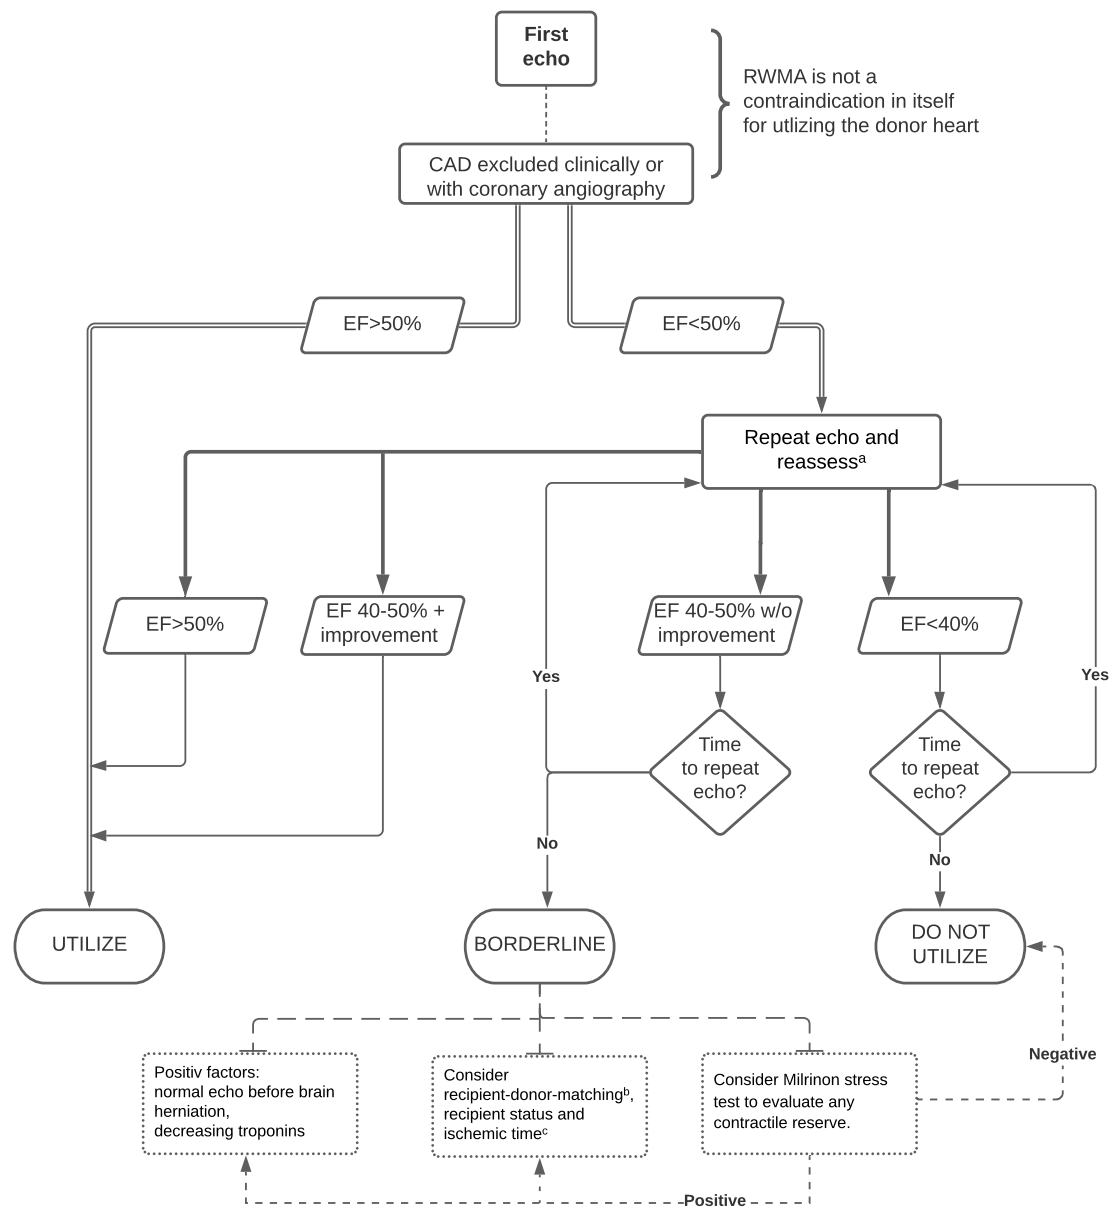 First
echo
RWMA is not a
contraindication in itself
for utlizing the donor heart
CAD excluded clinically or
with coronary angiography
EF>50%
EF<50%
Repeat echo and
reassessᵃ
EF>50%
EF 40-50% +
improvement
EF 40-50% w/o
improvement
EF<40%
Yes
Yes
Time
to repeat
echo?
Time
to repeat
echo?
No
No
UTILIZE
BORDERLINE
DO NOT
UTILIZE
Negative
Positiv factors:
normal echo before brain
herniation,
decreasing troponins
Consider
recipient-donor-matchingᵇ,
recipient status and
ischemic timeᶜ
Consider Milrinon stress
test to evaluate any
contractile reserve.
Positive